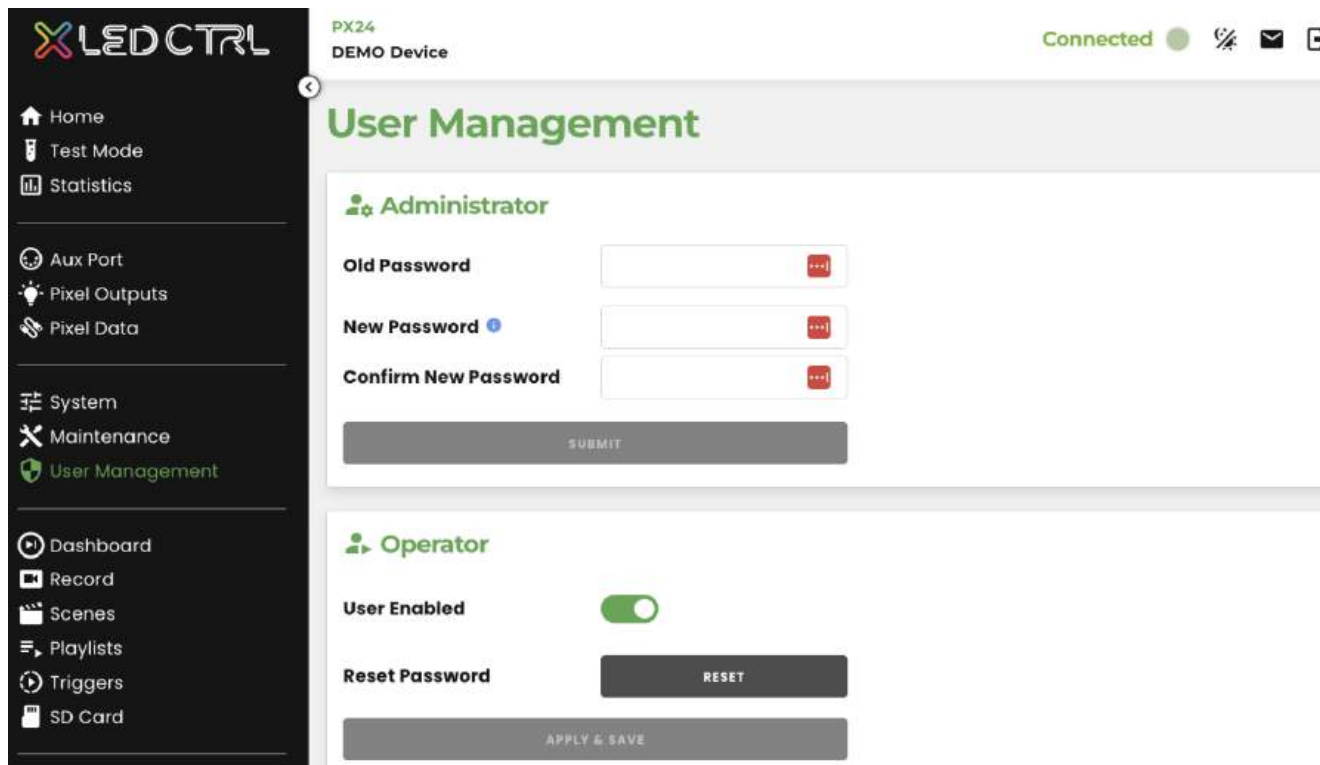 LED CTRL
PX24
DEMO Device
Connected
Home
Test Mode
Statistics
Aux Port
Pixel Outputs
Pixel Data
System
Maintenance
User Management
Dashboard
Record
Scenes
Playlists
Triggers
SD Card
User Management
Administrator
Old Password
New Password
Confirm New Password
SUBMIT
Operator
User Enabled
Reset Password RESET
APPLY & SAVE